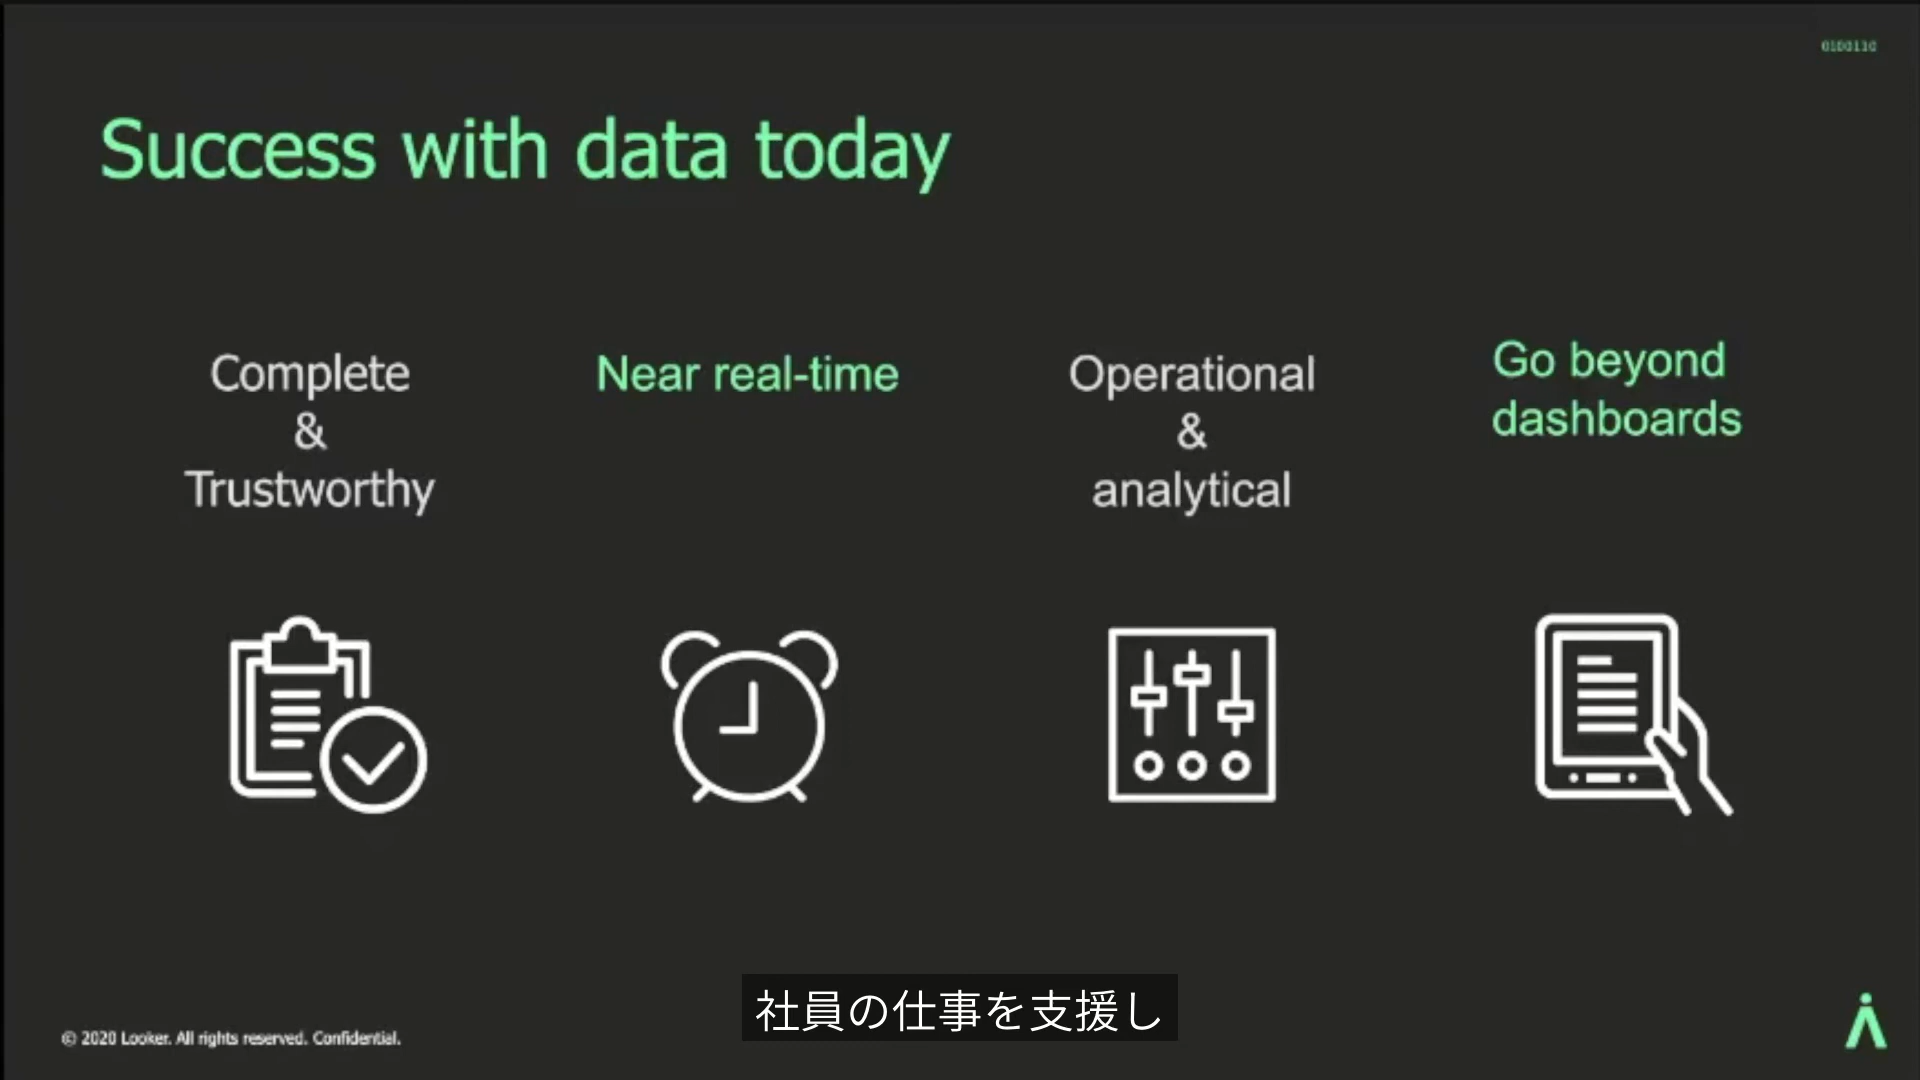 0100110
Success with data today
Complete
&
Trustworthy
Near real-time
Operational
&
analytical
Go beyond
dashboards
社員の仕事を支援し
© 2020 Looker. All rights reserved. Confidential.